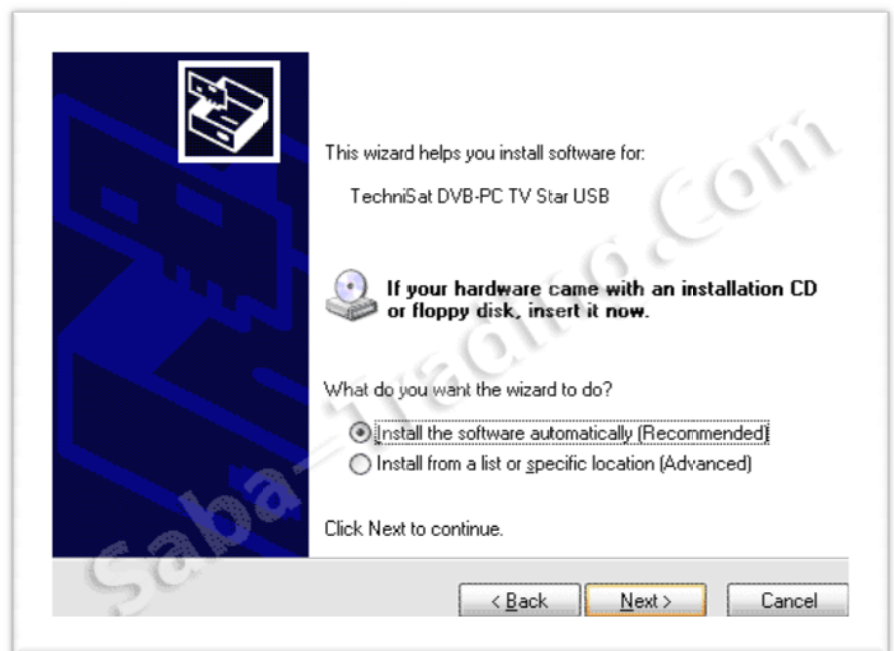 This wizard helps you install software for:
TechniSat DVB-PC TV Star USB
If your hardware came with an installation CD
or floppy disk, insert it now.
What do you want the wizard to do?
Install the software automatically (Recommended)
Install from a list or specific location (Advanced)
Click Next to continue.
< Back
Next >
Cancel
Saba-Trading.Com